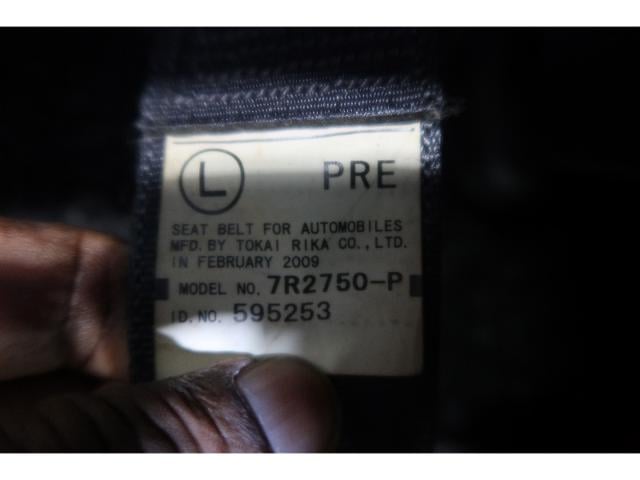 L PRE
SEAT BELT FOR AUTOMOBILES
MFD. BY TOKAI RIKA CO., LTD.
IN FEBRUARY 2009
MODEL NO. 7R2750-P
ID. NO. 595253